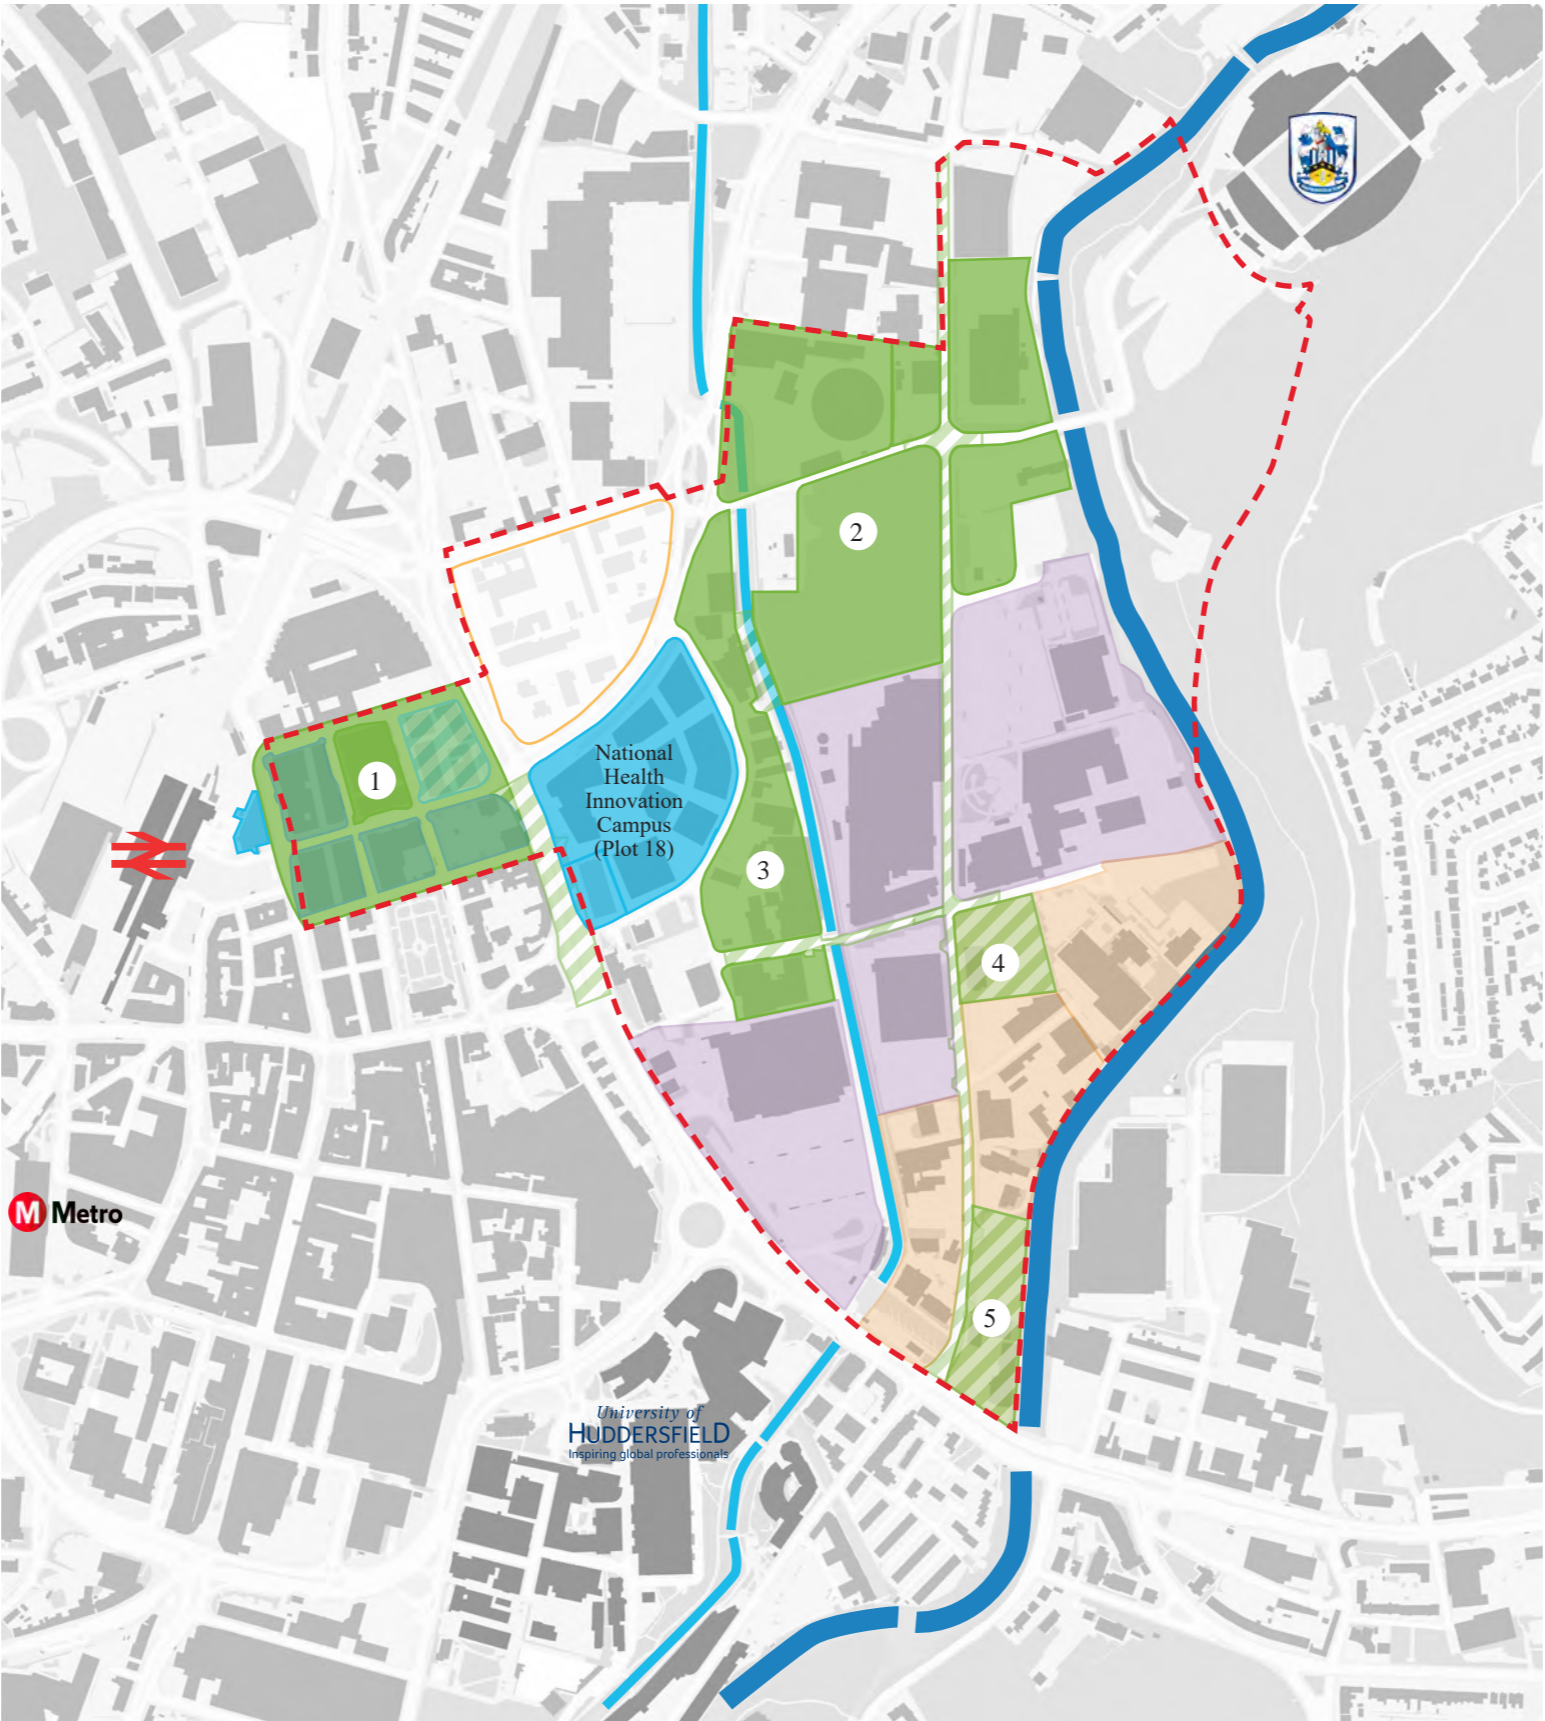 2
National
Health
Innovation
Campus
(Plot 18)
1
3
4
M Metro
5
University of
HUDDERSFIELD
Inspiring global professionals